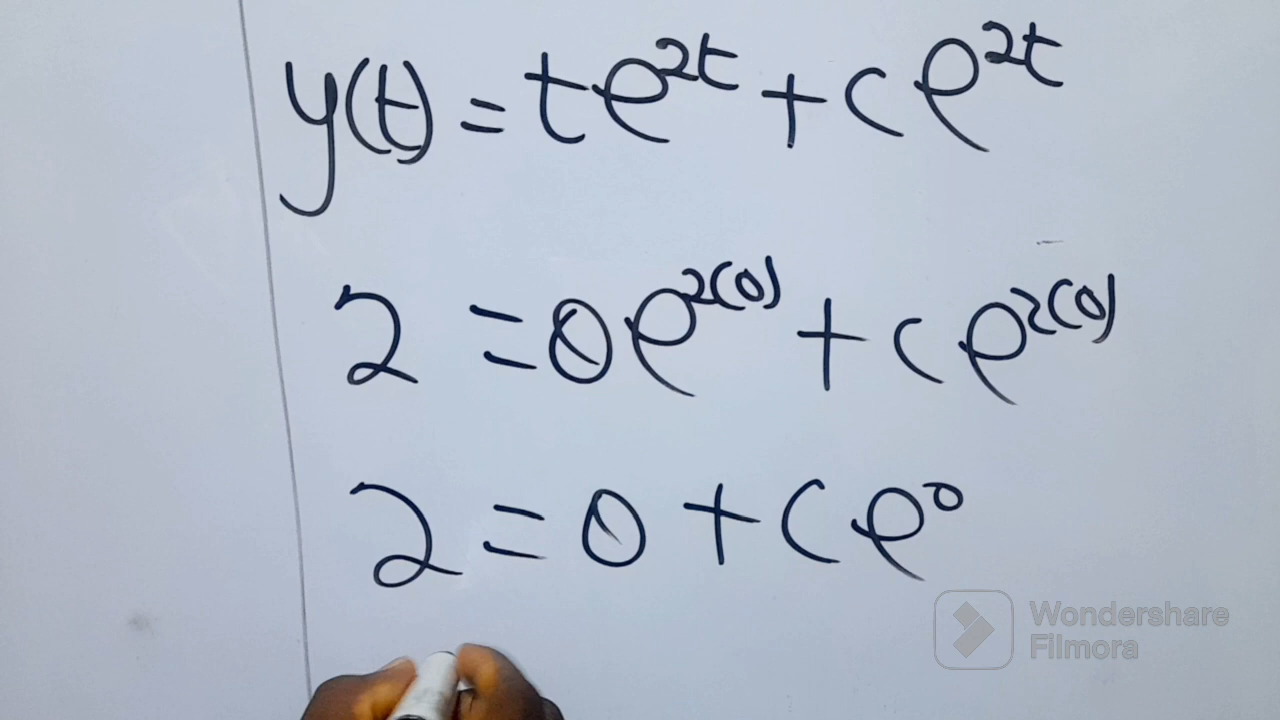 y(t) = te^{2t} + ce^{2t}
2 = 0e^{2(0)} + ce^{2(0)}
2 = 0 + ce^0
Wondershare
Filmora